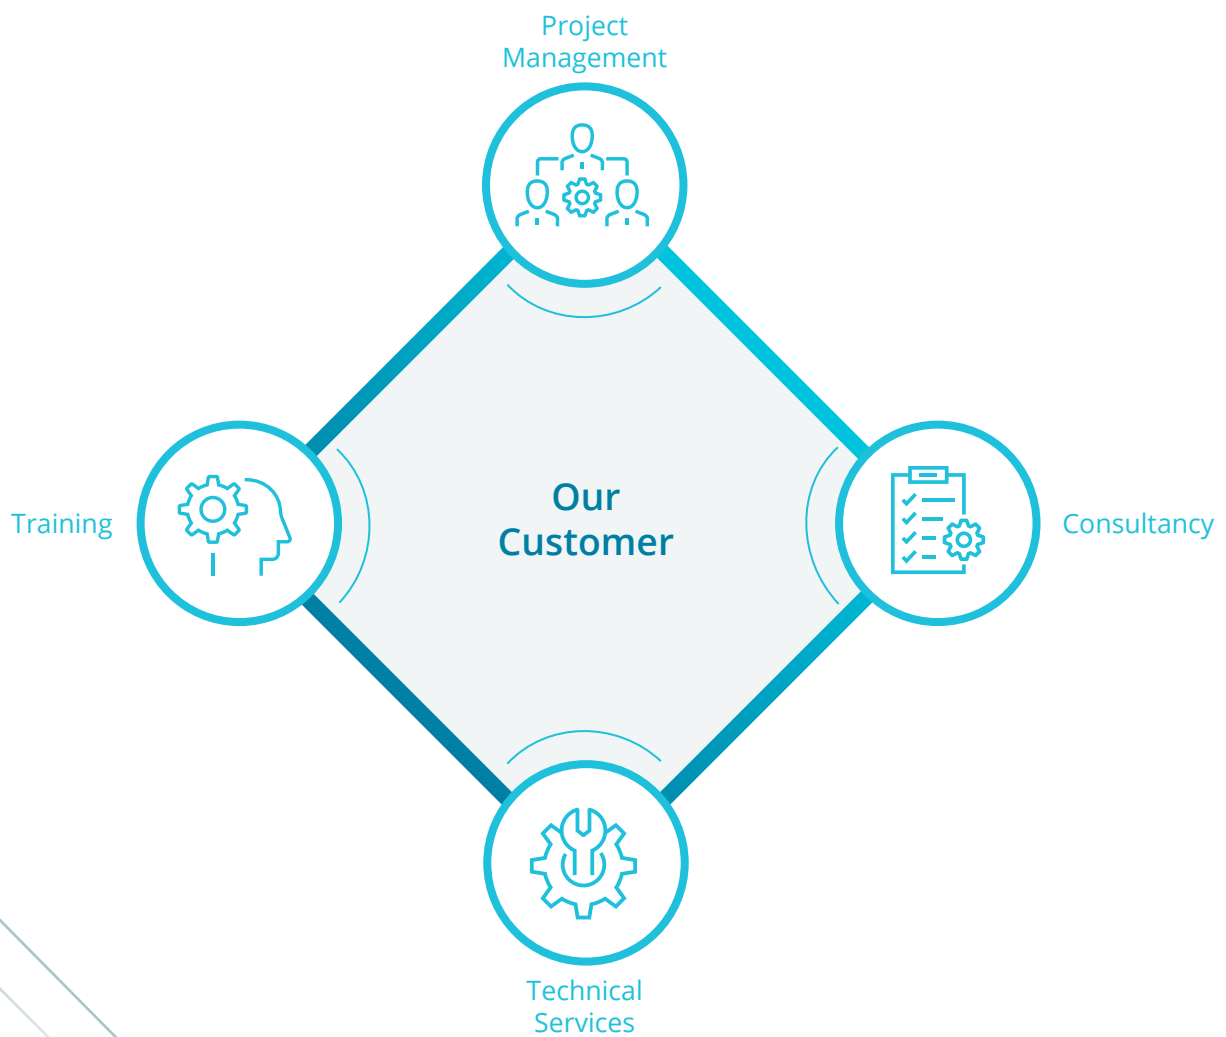 Project
Management
Our
Customer
Training
Consultancy
Technical
Services